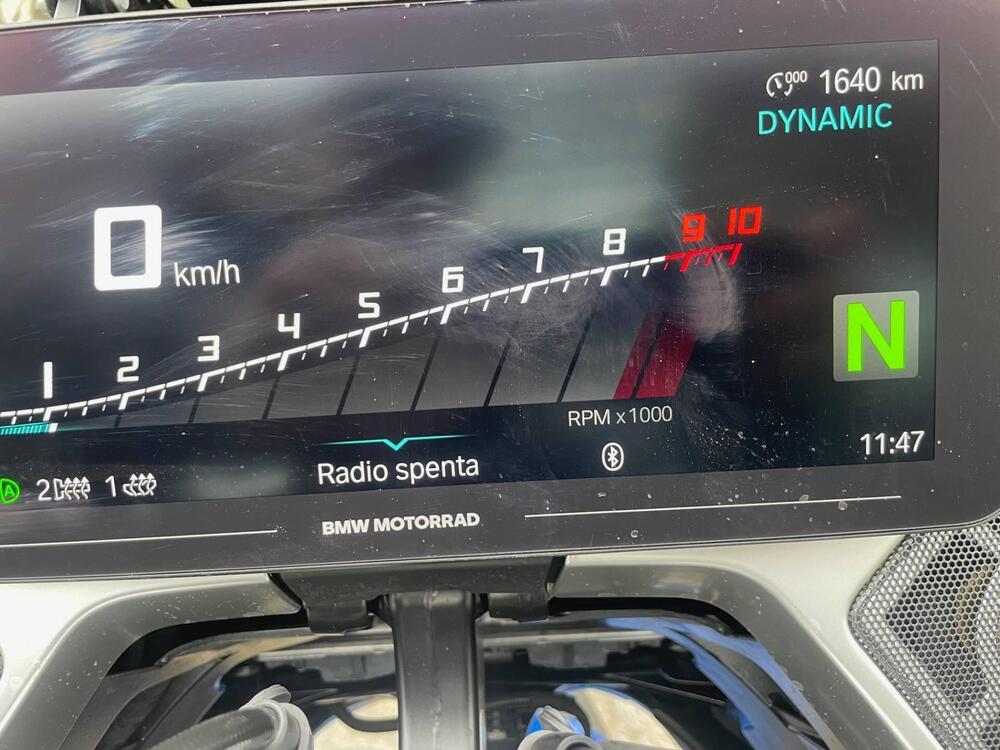 000 1640 km
DYNAMIC
0 km/h
1 2 3 4 5 6 7 8 9 10
N
RPM x1000
11:47
A 2 1
Radio spenta
BMW MOTORRAD